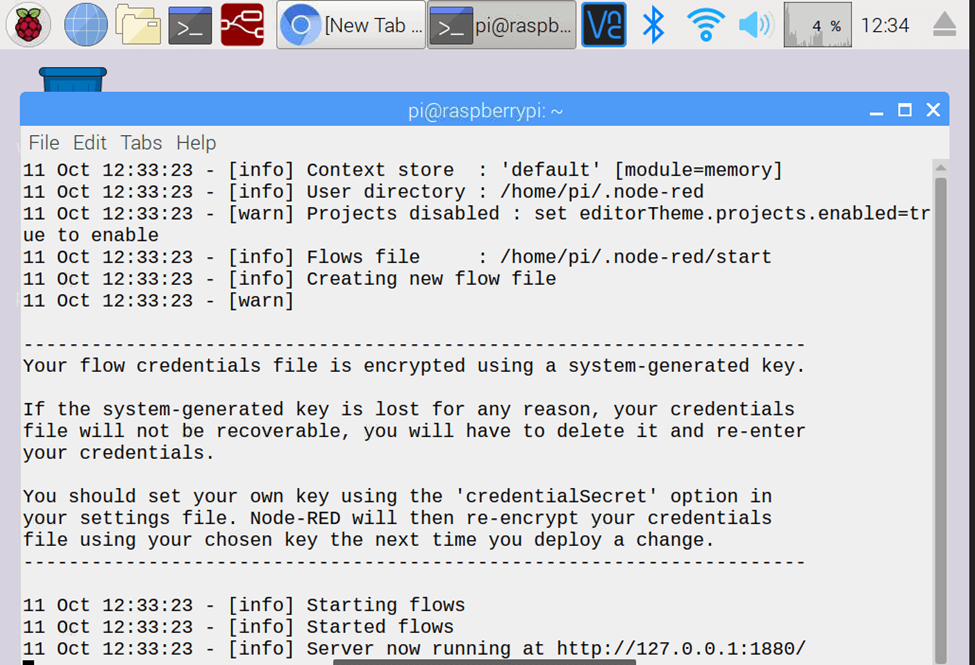 [New Tab ...
pi@raspb...
4 %
12:34
pi@raspberrypi: ~
File Edit Tabs Help
11 Oct 12:33:23 - [info] Context store  : 'default' [module=memory]
11 Oct 12:33:23 - [info] User directory : /home/pi/.node-red
11 Oct 12:33:23 - [warn] Projects disabled : set editorTheme.projects.enabled=tr
ue to enable
11 Oct 12:33:23 - [info] Flows file     : /home/pi/.node-red/start
11 Oct 12:33:23 - [info] Creating new flow file
11 Oct 12:33:23 - [warn]
---------------------------------------------------------------------
Your flow credentials file is encrypted using a system-generated key.
If the system-generated key is lost for any reason, your credentials
file will not be recoverable, you will have to delete it and re-enter
your credentials.
You should set your own key using the 'credentialSecret' option in
your settings file. Node-RED will then re-encrypt your credentials
file using your chosen key the next time you deploy a change.
---------------------------------------------------------------------
11 Oct 12:33:23 - [info] Starting flows
11 Oct 12:33:23 - [info] Started flows
11 Oct 12:33:23 - [info] Server now running at http://127.0.0.1:1880/